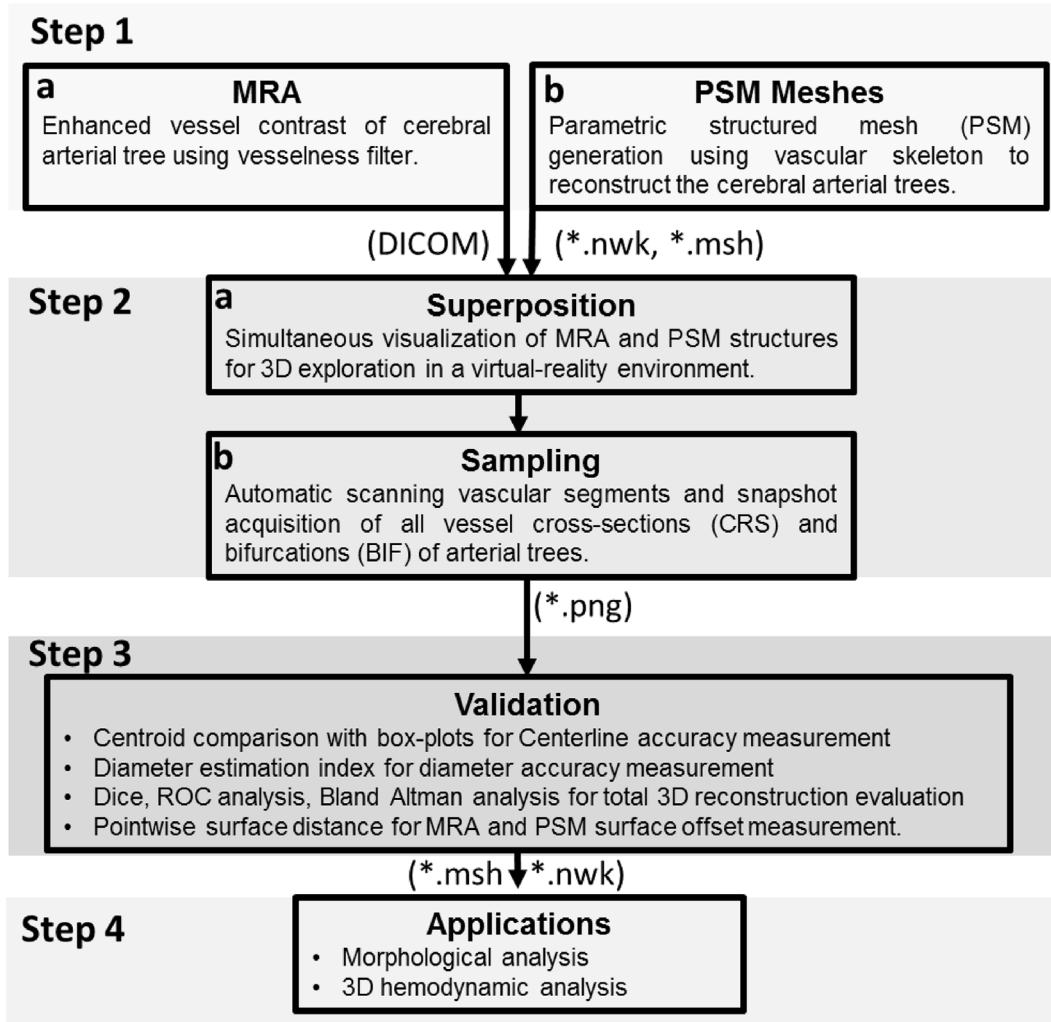 Step 1
a
MRA
Enhanced vessel contrast of cerebral
arterial tree using vesselness filter.
b
PSM Meshes
Parametric structured mesh (PSM)
generation using vascular skeleton to
reconstruct the cerebral arterial trees.
(DICOM)
(*.nwk, *.msh)
Step 2
a
Superposition
Simultaneous visualization of MRA and PSM structures
for 3D exploration in a virtual-reality environment.
b
Sampling
Automatic scanning vascular segments and snapshot
acquisition of all vessel cross-sections (CRS) and
bifurcations (BIF) of arterial trees.
(*.png)
Step 3
Validation
• Centroid comparison with box-plots for Centerline accuracy measurement
• Diameter estimation index for diameter accuracy measurement
• Dice, ROC analysis, Bland Altman analysis for total 3D reconstruction evaluation
• Pointwise surface distance for MRA and PSM surface offset measurement.
(*.msh *.nwk)
Step 4
Applications
• Morphological analysis
• 3D hemodynamic analysis